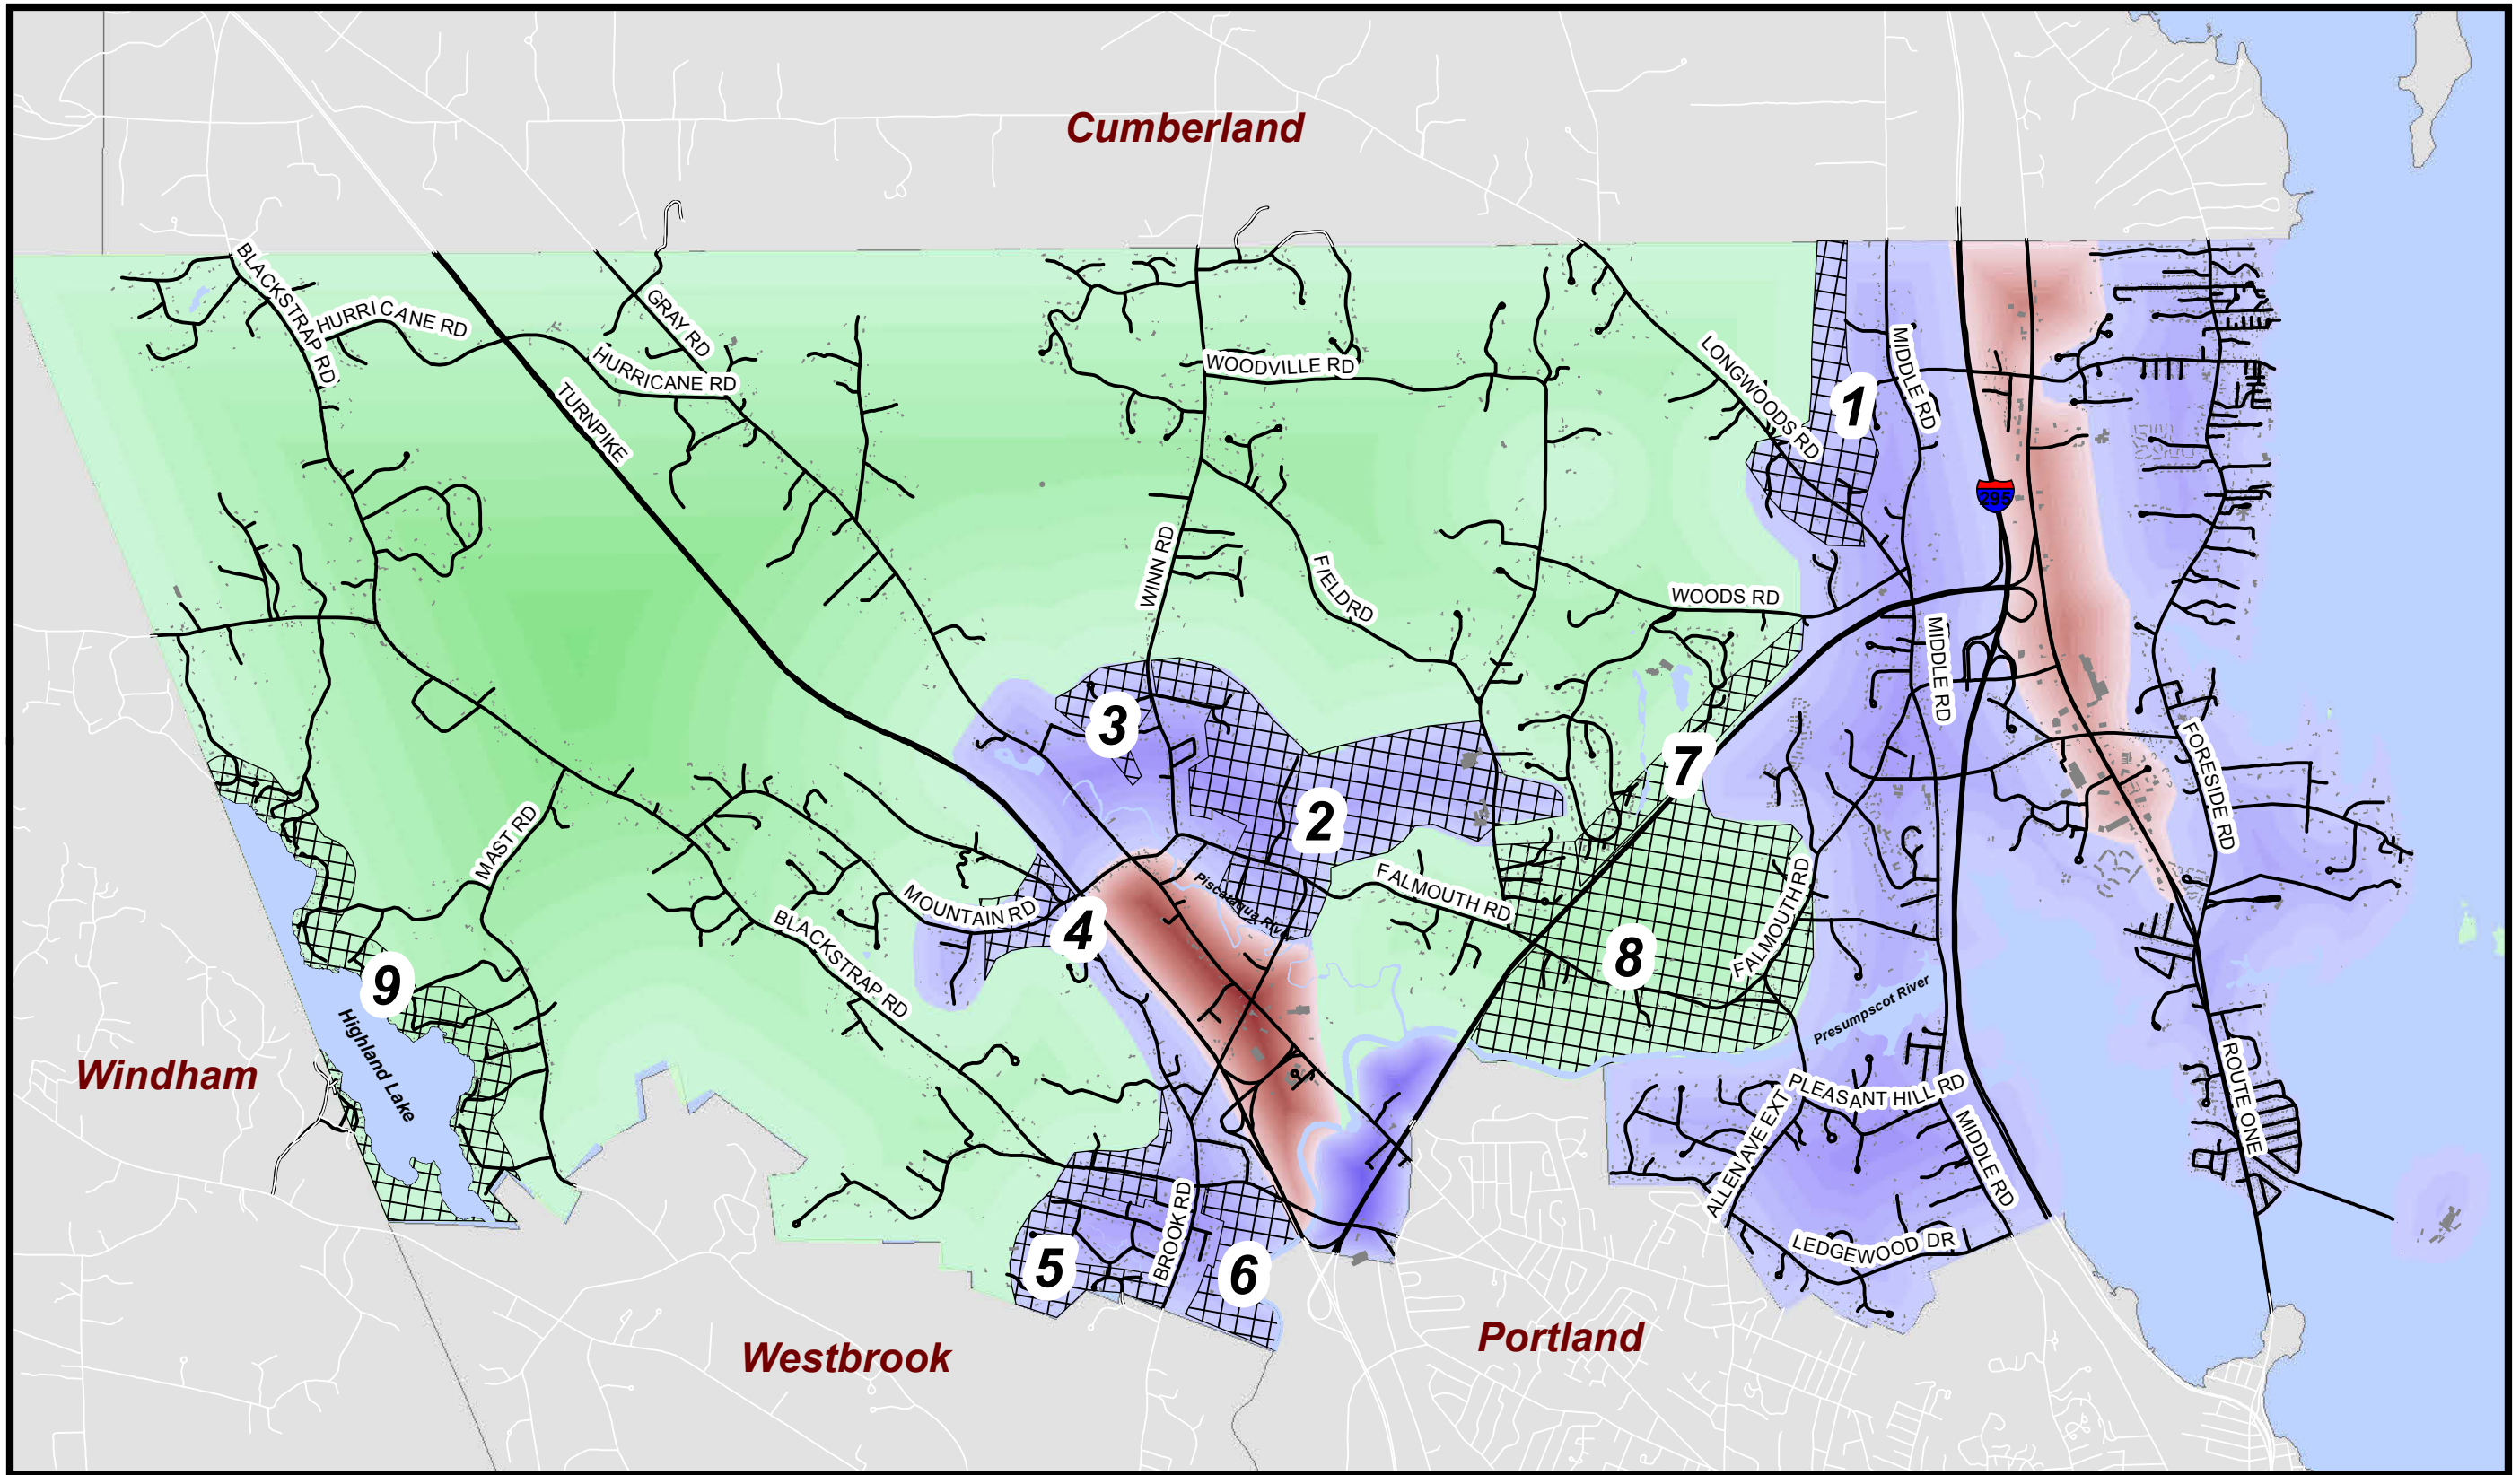 Cumberland
BLACKSTRAP RD
HURRICANE RD
GRAY RD
HURRICANE RD
TURNPIKE
WOODVILLE RD
LONGWOODS RD
MIDDLE RD
1
295
WINN RD
FIELD RD
WOODS RD
MIDDLE RD
3
7
FORESIDE RD
2
MAST RD
MOUNTAIN RD
4
Piscataqua River
FALMOUTH RD
BLACKSTRAP RD
8
FALMOUTH RD
9
Highland Lake
Presumpscot River
Windham
PLEASANT HILL RD
ROUTE ONE
ALLEN AVE EXT
MIDDLE RD
BROOK RD
LEDGEWOOD DR
5
6
Portland
Westbrook